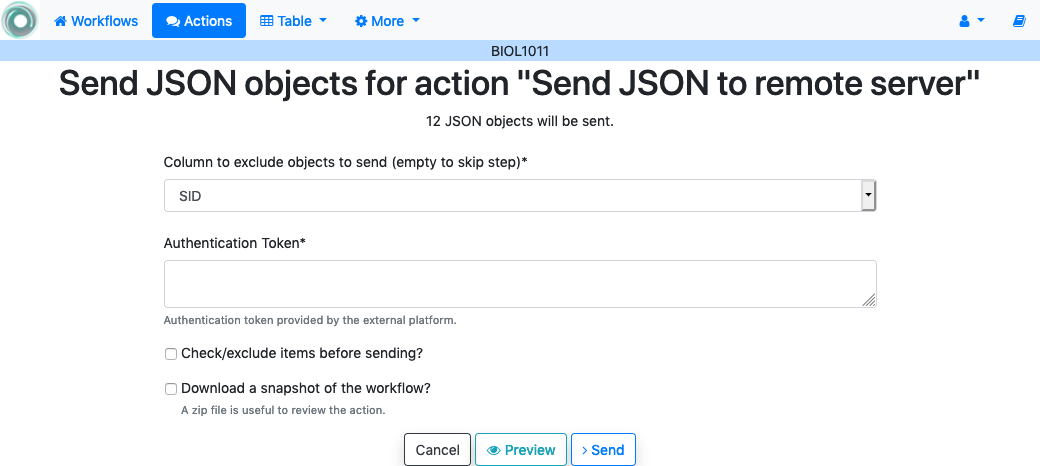 Workflows Actions Table More
BIOL1011
Send JSON objects for action "Send JSON to remote server"
12 JSON objects will be sent.
Column to exclude objects to send (empty to skip step)*
SID
Authentication Token*
Authentication token provided by the external platform.
Check/exclude items before sending?
Download a snapshot of the workflow?
A zip file is useful to review the action.
Cancel Preview Send